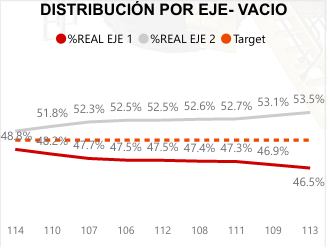 DISTRIBUCIÓN POR EJE- VACIO
%REAL EJE 1 %REAL EJE 2 Target
51.8% 52.3% 52.5% 52.5% 52.6% 52.7% 53.1% 53.5%
48.8% 48.2% 47.7% 47.5% 47.5% 47.4% 47.3% 46.9% 46.5%
114 110 107 106 112 108 111 109 113